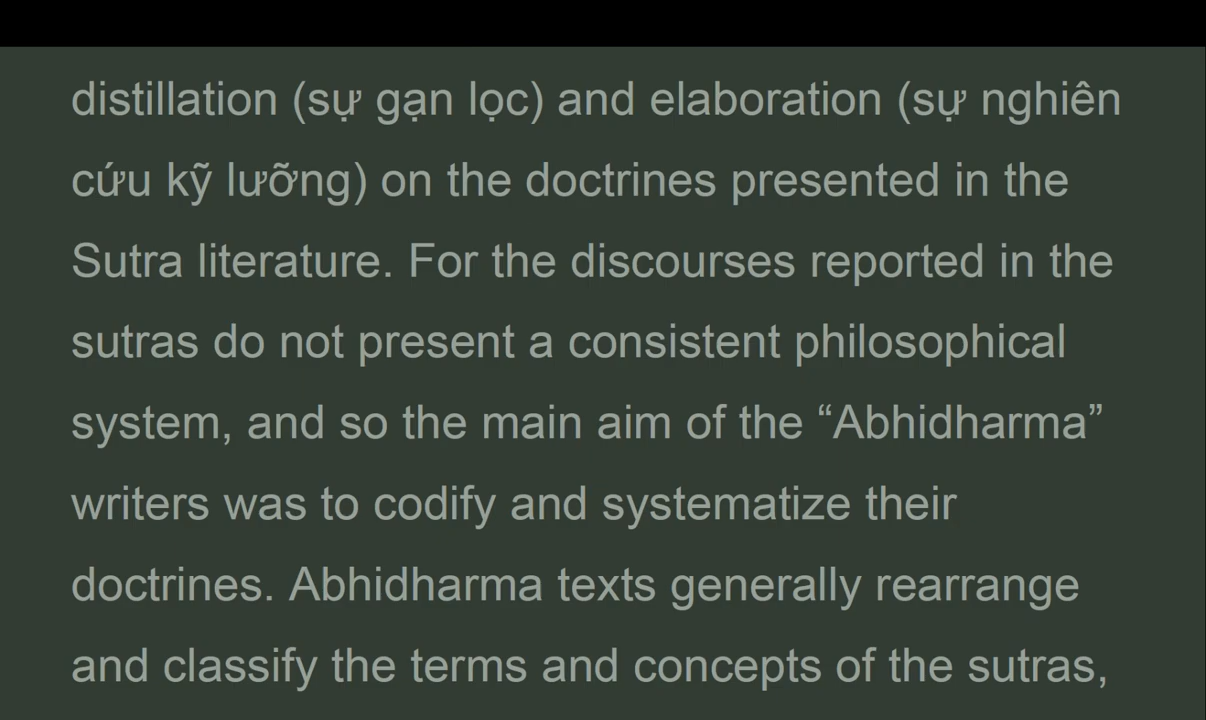 distillation (sự gạn lọc) and elaboration (sự nghiên
cứu kỹ lưỡng) on the doctrines presented in the
Sutra literature. For the discourses reported in the
sutras do not present a consistent philosophical
system, and so the main aim of the “Abhidharma”
writers was to codify and systematize their
doctrines. Abhidharma texts generally rearrange
and classify the terms and concepts of the sutras,